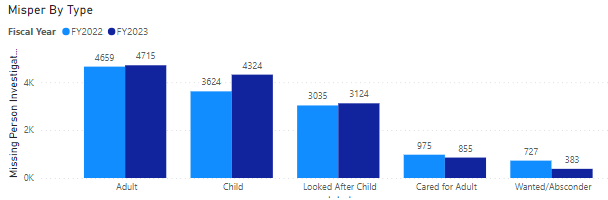 Misper By Type
Fiscal Year FY2022 FY2023
Missing Person Investigat...
4K
2K
0K
4659 4715
3624 4324
3035 3124
975 855
727 383
Adult Child Looked After Child Cared for Adult Wanted/Absconder